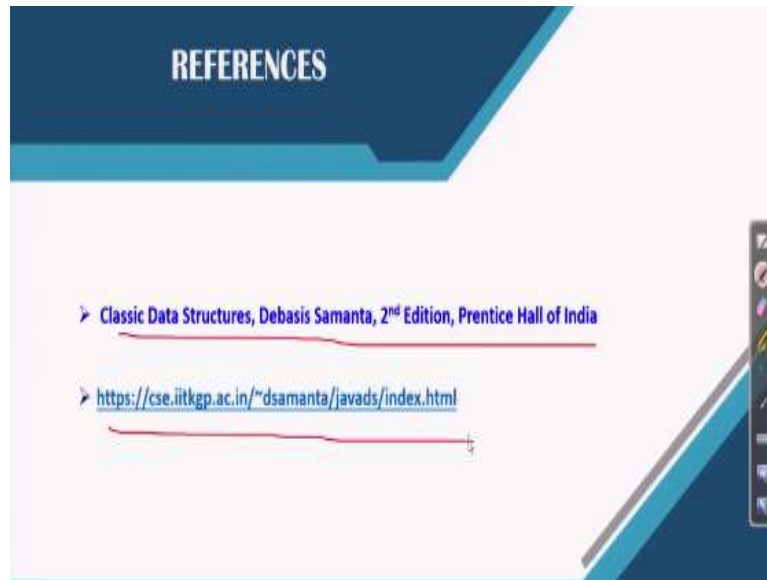 REFERENCES
➢ Classic Data Structures, Debasis Samanta, 2nd Edition, Prentice Hall of India
➢ https://cse.iitkgp.ac.in/~dsamanta/javads/index.html